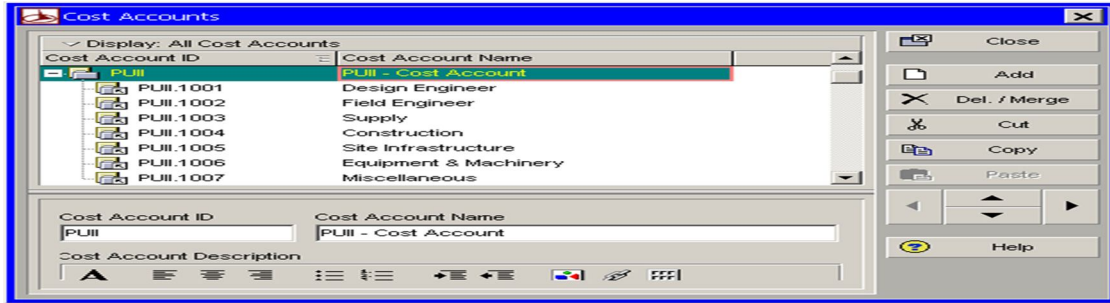 Cost Accounts
Display: All Cost Accounts
Cost Account ID Cost Account Name
PUII PUII - Cost Account
PUII.1001 Design Engineer
PUII.1002 Field Engineer
PUII.1003 Supply
PUII.1004 Construction
PUII.1005 Site Infrastructure
PUII.1006 Equipment & Machinery
PUII.1007 Miscellaneous
Cost Account ID Cost Account Name
PUII PUII - Cost Account
Cost Account Description
Close
Add
Del. / Merge
Cut
Copy
Paste
Help